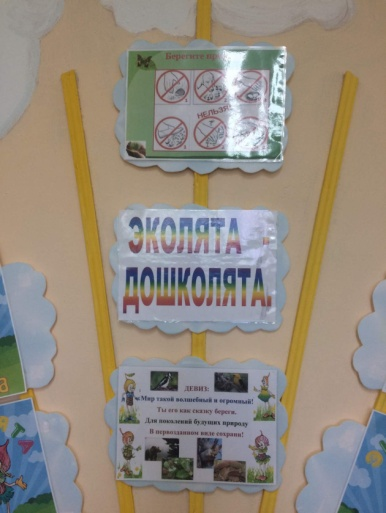 Берегите
НЕЛЬЗЯ
ЭКОЛЯТА
ДОШКОЛЯТА
ДЕВИЗ:
Мир такой волшебный и огромный!
Ты его как сказку береги.
Для поколений будущих природу
В первозданном виде сохрани!